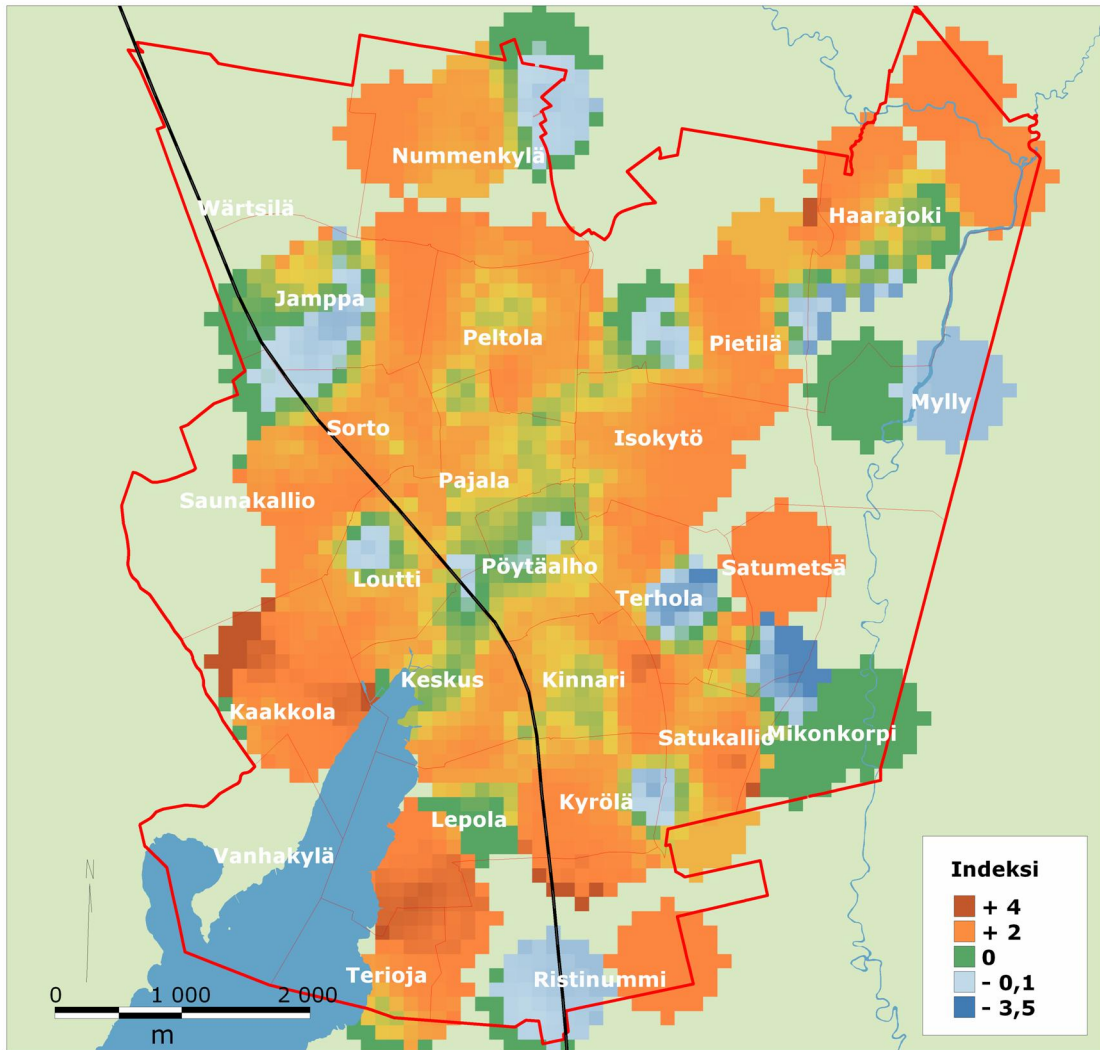 Nummenkylä
Wärtsilä
Haarajoki
Jamppa
Peltola
Pietilä
Mylly
Sorto
Isokytö
Pajala
Saunakallio
Pöytäalho
Satumetsä
Loutti
Terhola
Keskus
Kinnari
Kaakkola
Satukallio
Mikonkorpi
Kyrölä
Lepola
Vanhakylä
N
Terioja
Ristinummi
0 1 000 2 000
m
Indeksi
+ 4
+ 2
0
- 0,1
- 3,5